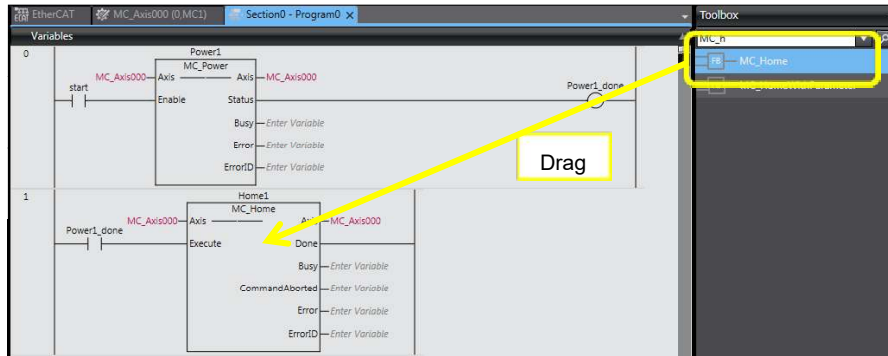 EtherCAT MC_Axis000 (0,MC1) Section0 - Program0 x Toolbox
Variables
MC_h
FB MC_Home
0
Power1
MC_Power
MC_Axis000 Axis Axis MC_Axis000
start Power1_done
Enable Status
Busy Enter Variable
Error Enter Variable
ErrorID Enter Variable
Drag
1
Home1
MC_Home
MC_Axis000 Axis MC_Axis000
Power1_done
Execute Done
Busy Enter Variable
CommandAborted Enter Variable
Error Enter Variable
ErrorID Enter Variable